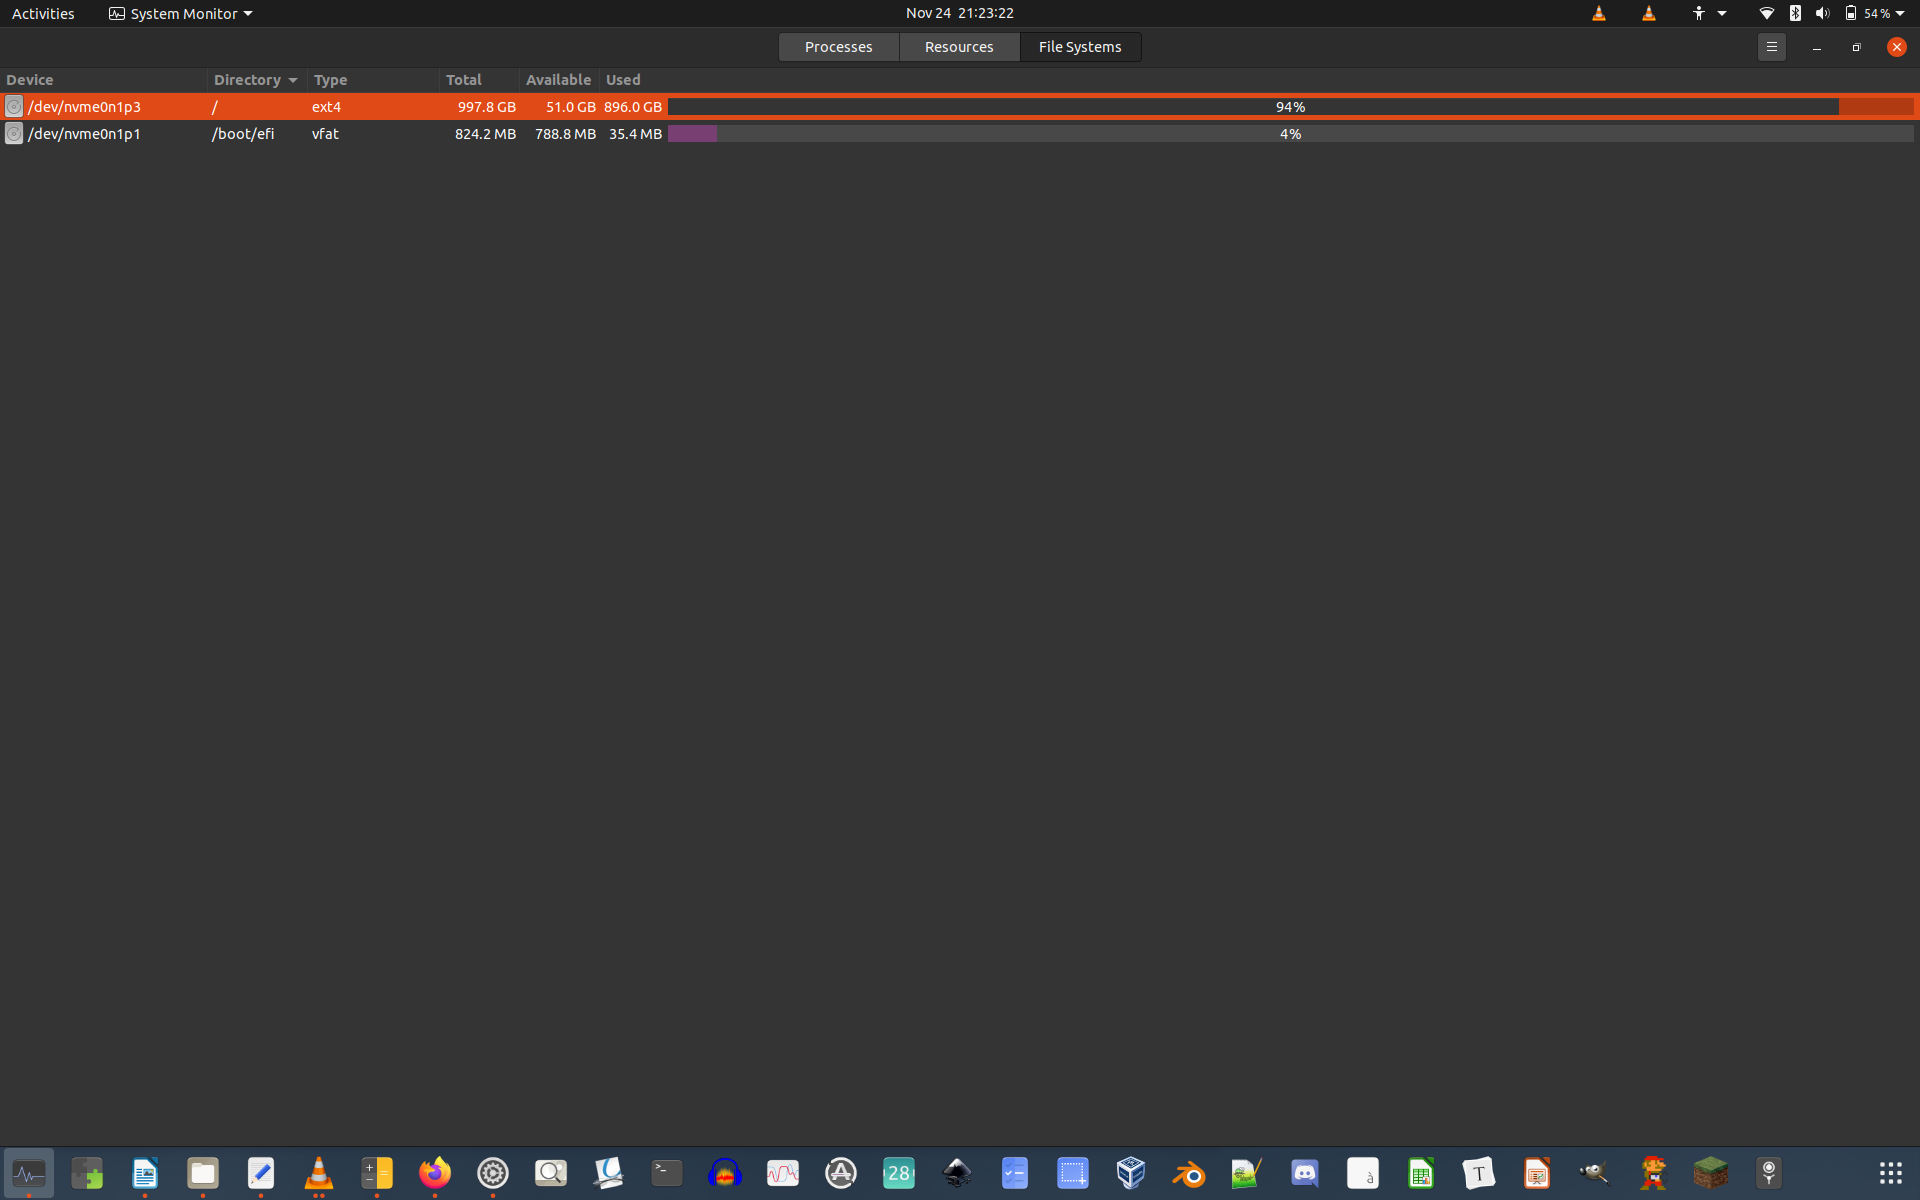 Activities System Monitor Nov 24 21:23:22 54 %
Processes Resources File Systems
Device Directory Type Total Available Used
/dev/nvme0n1p3 / ext4 997.8 GB 51.0 GB 896.0 GB 94%
/dev/nvme0n1p1 /boot/efi vfat 824.2 MB 788.8 MB 35.4 MB 4%
>_ 28 à T